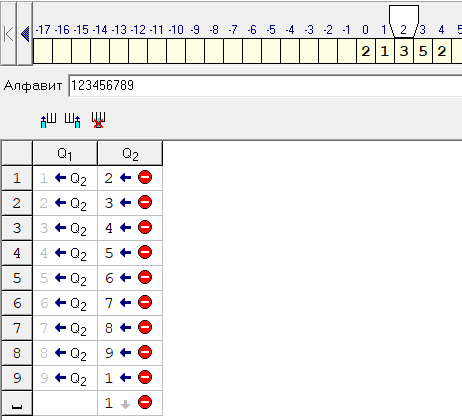 -17 -16 -15 -14 -13 -12 -11 -10 -9 -8 -7 -6 -5 -4 -3 -2 -1 0 1 2 3 4 5
2 1 3 5 2
Алфавит 123456789
Q1 Q2
1 1 ← Q2 2 ←
2 2 ← Q2 3 ←
3 3 ← Q2 4 ←
4 4 ← Q2 5 ←
5 5 ← Q2 6 ←
6 6 ← Q2 7 ←
7 7 ← Q2 8 ←
8 8 ← Q2 9 ←
9 9 ← Q2 1 ←
⎵ 1 ↓